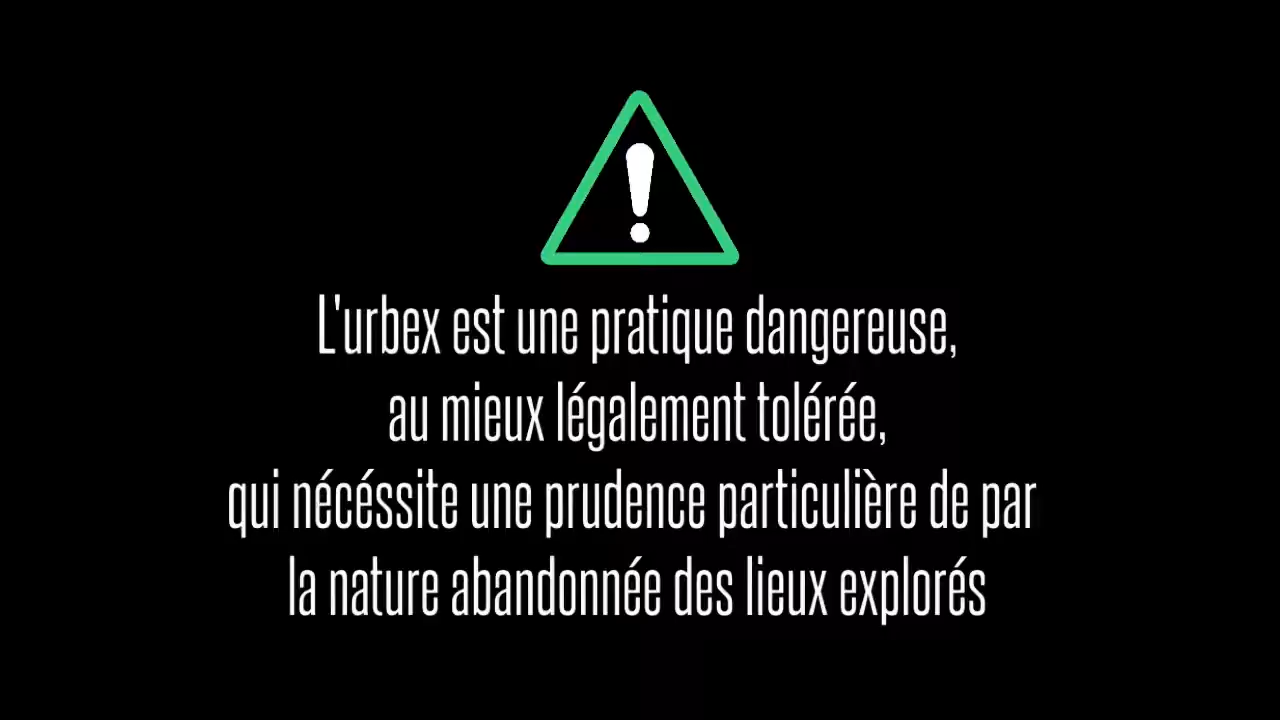 L'urbex est une pratique dangereuse,
au mieux légalement tolérée,
qui nécéssite une prudence particulière de par
la nature abandonnée des lieux explorés